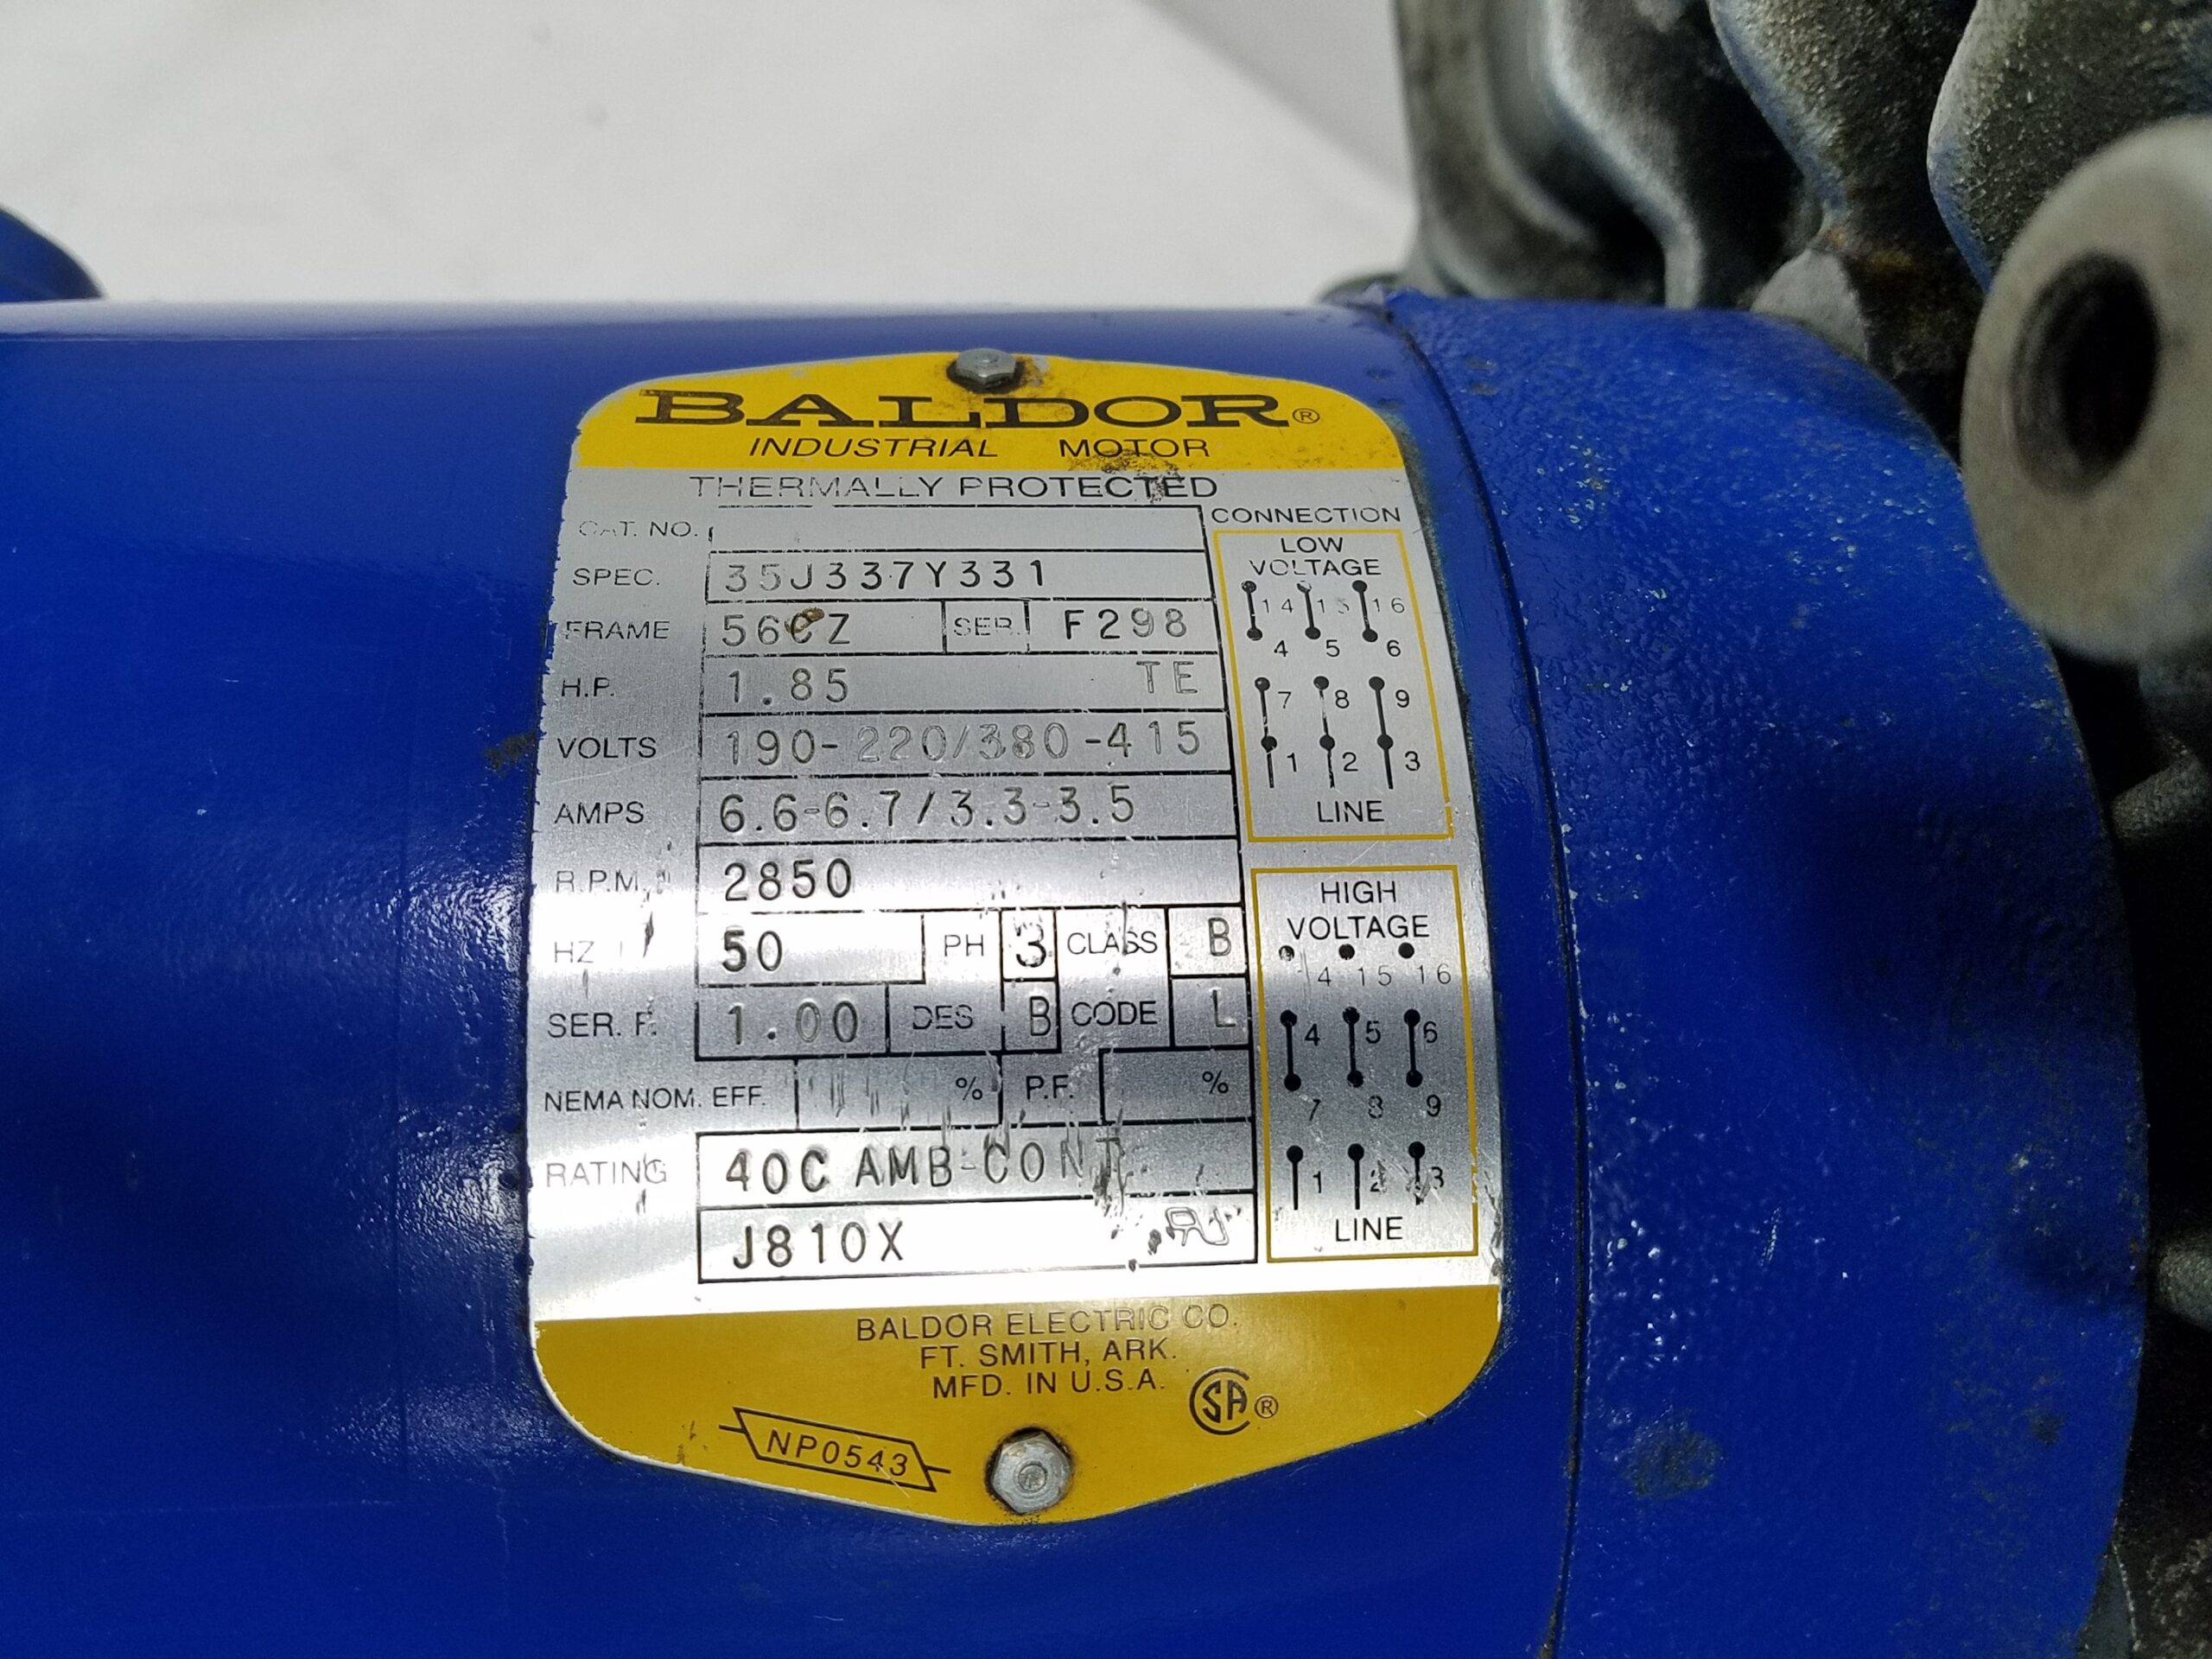 BALDOR®
INDUSTRIAL MOTOR
THERMALLY PROTECTED
CAT. NO.
SPEC. 35J337Y331
FRAME 56CZ SER. F298
H.P. 1.85 TE
VOLTS 190-220/380-415
AMPS 6.6-6.7/3.3-3.5
R.P.M. 2850
HZ 50 PH 3 CLASS B
SER. F. 1.00 DES B CODE L
NEMA NOM. EFF. % P.F. %
RATING 40C AMB-CONT
J810X
CONNECTION
LOW
VOLTAGE
14 15 16
4 5 6
7 8 9
1 2 3
LINE
HIGH
VOLTAGE
14 15 16
4 5 6
7 8 9
1 2 3
LINE
BALDOR ELECTRIC CO.
FT. SMITH, ARK.
MFD. IN U.S.A.
SA®
NP0543